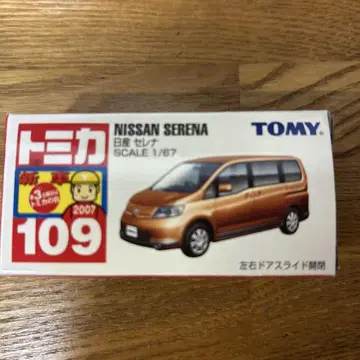 トミカ
NISSAN SERENA
日産 セレナ
SCALE 1/67
TOMY
新
2007
109
左右ドアスライド開閉